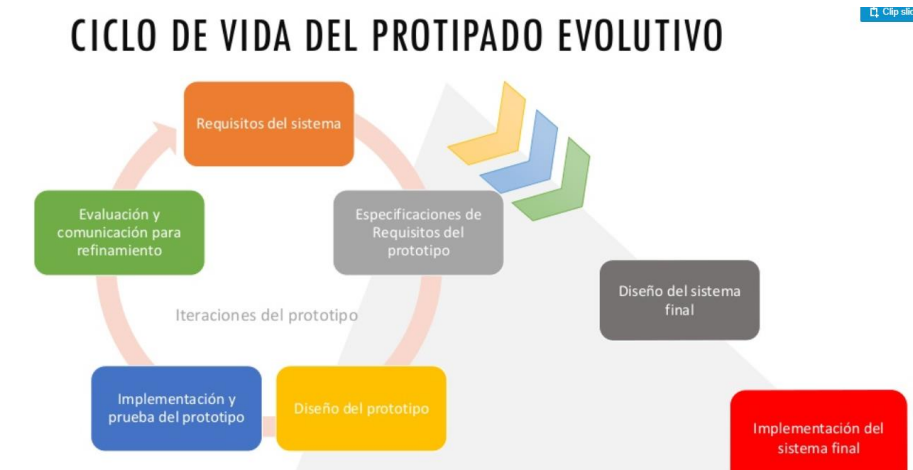 CICLO DE VIDA DEL PROTIPADO EVOLUTIVO
Clip
Requisitos del sistema
Especificaciones de
Requisitos del
prototipo
Diseño del prototipo
Implementación y
prueba del prototipo
Evaluación y
comunicación para
refinamiento
Iteraciones del prototipo
Diseño del sistema
final
Implementación del
sistema final